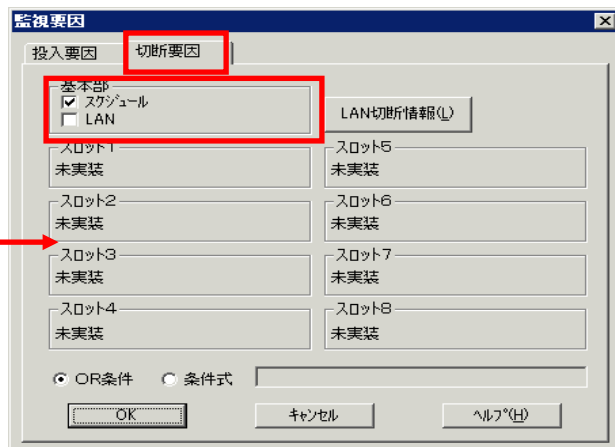 監視要因
投入要因 切断要因
基本部
スケジュール
LAN
LAN切断情報(L)
スロット1
未実装
スロット5
未実装
スロット2
未実装
スロット6
未実装
スロット3
未実装
スロット7
未実装
スロット4
未実装
スロット8
未実装
OR条件 条件式
OK キャンセル ヘルプ(H)